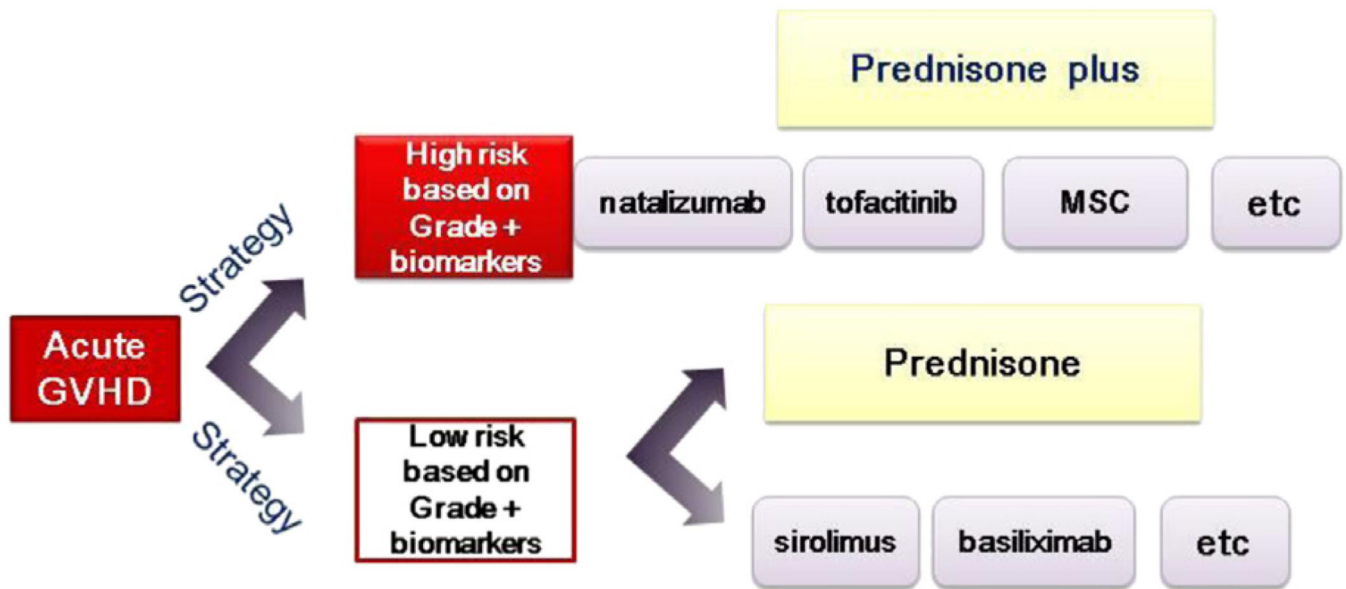 Prednisone plus
High risk
based on
Grade +
biomarkers
natalizumab
tofacitinib
MSC
etc
Strategy
Acute
GVHD
Strategy
Prednisone
Low risk
based on
Grade +
biomarkers
sirolimus
basiliximab
etc